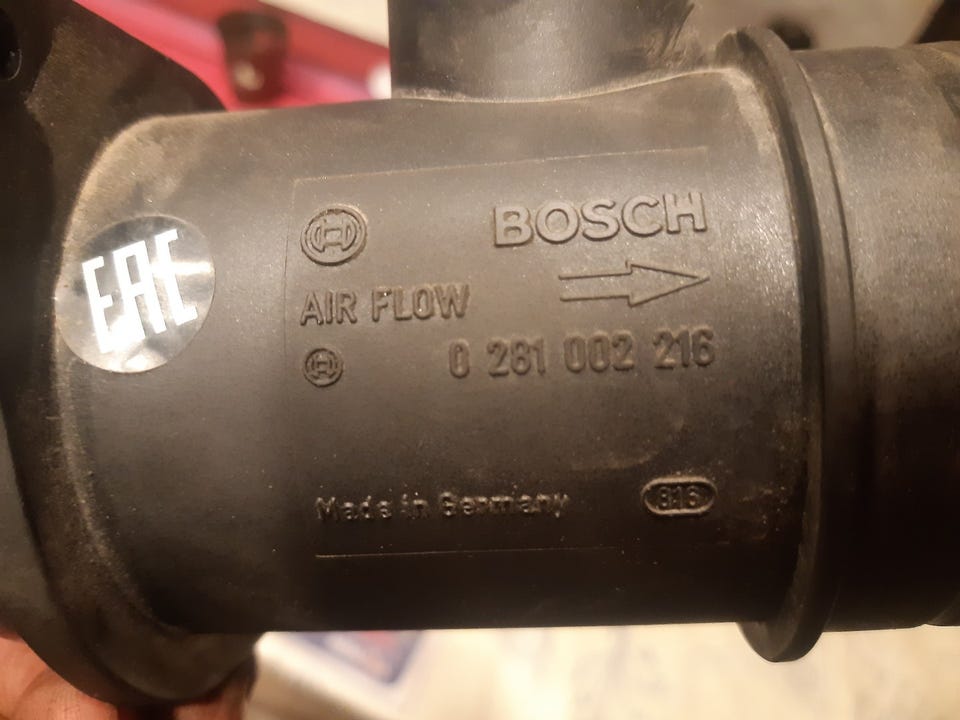 EAC
BOSCH
AIR FLOW
0 281 002 216
Made in Germany
816